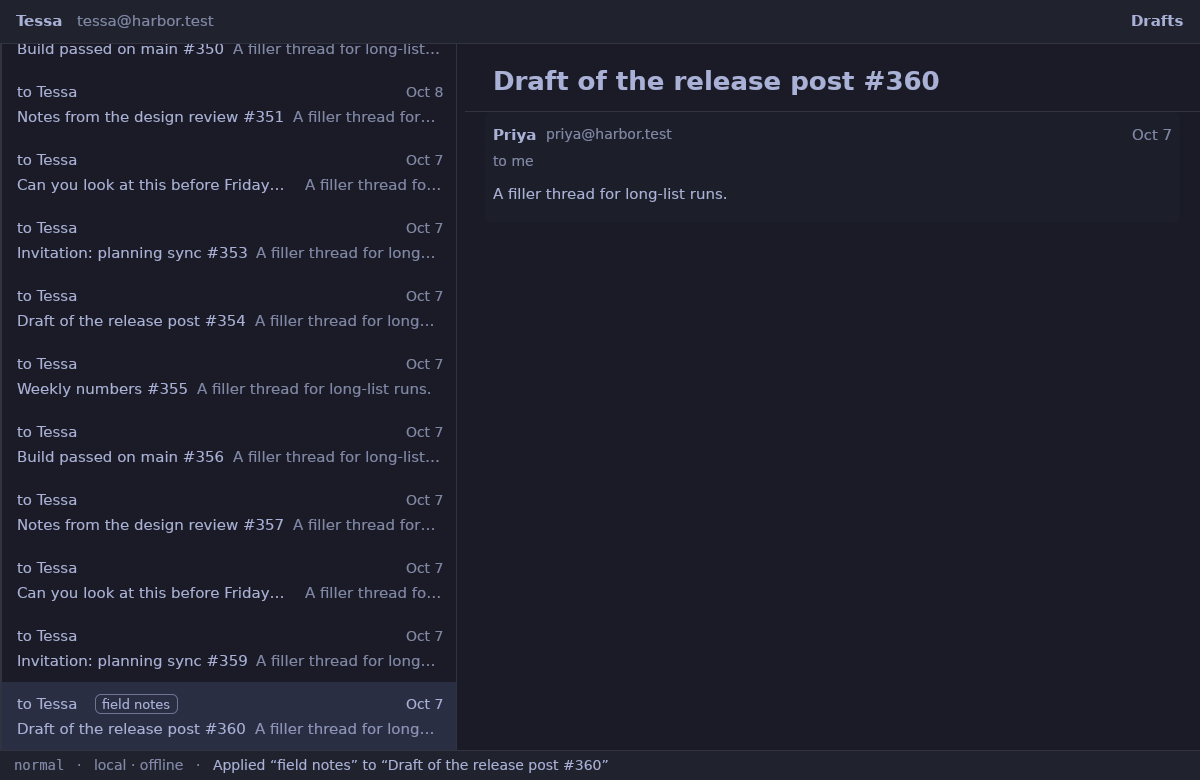 Tessa tessa@harbor.test Drafts
Build passed on main #350 A filler thread for long-list…
to Tessa Oct 8
Notes from the design review #351 A filler thread for…
to Tessa Oct 7
Can you look at this before Friday… A filler thread fo…
to Tessa Oct 7
Invitation: planning sync #353 A filler thread for long…
to Tessa Oct 7
Draft of the release post #354 A filler thread for long…
to Tessa Oct 7
Weekly numbers #355 A filler thread for long-list runs.
to Tessa Oct 7
Build passed on main #356 A filler thread for long-list…
to Tessa Oct 7
Notes from the design review #357 A filler thread for…
to Tessa Oct 7
Can you look at this before Friday… A filler thread fo…
to Tessa Oct 7
Invitation: planning sync #359 A filler thread for long…
to Tessa field notes Oct 7
Draft of the release post #360 A filler thread for long…
Draft of the release post #360
Priya priya@harbor.test Oct 7
to me
A filler thread for long-list runs.
normal · local · offline · Applied “field notes” to “Draft of the release post #360”